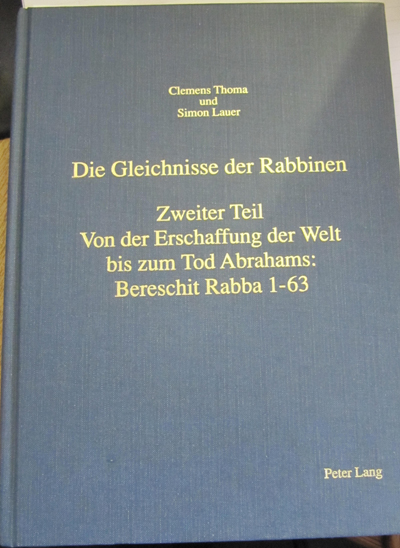 Clemens Thoma
und
Simon Lauer
Die Gleichnisse der Rabbinen
Zweiter Teil
Von der Erschaffung der Welt
bis zum Tod Abrahams:
Bereschit Rabba 1-63
Peter Lang